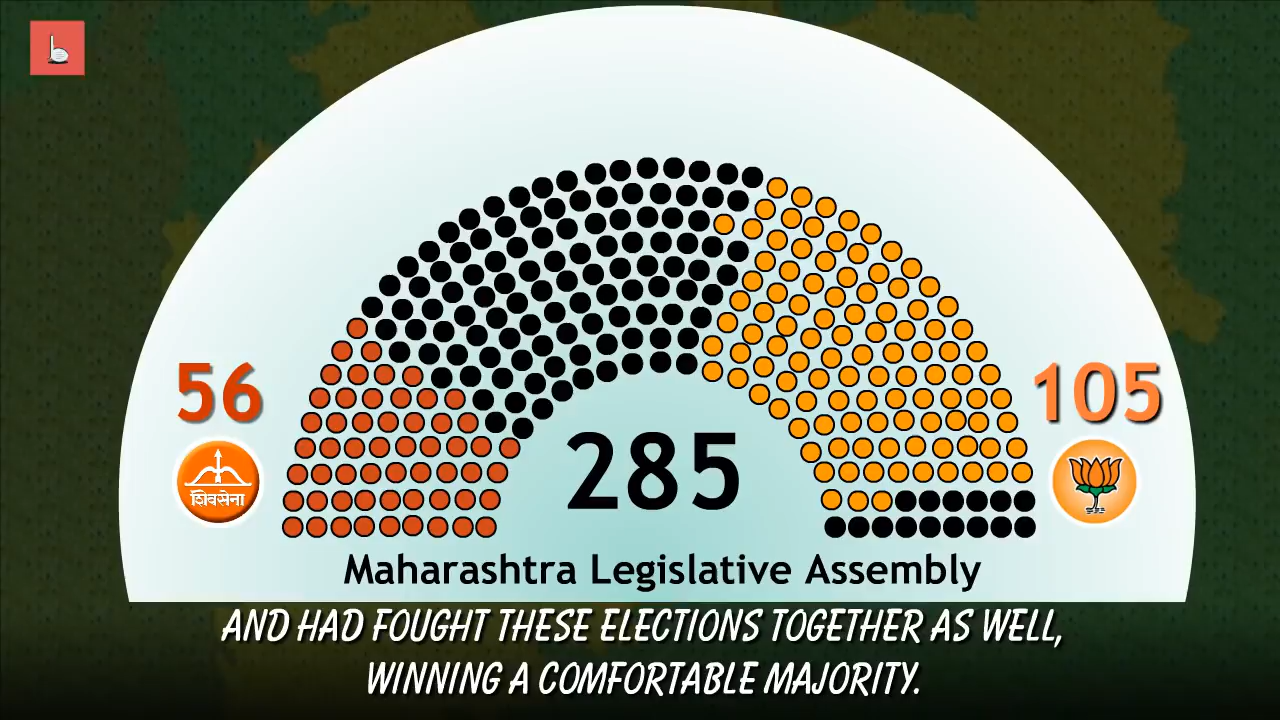 56
105
शिवसेना
285
Maharashtra Legislative Assembly
AND HAD FOUGHT THESE ELECTIONS TOGETHER AS WELL,
WINNING A COMFORTABLE MAJORITY.